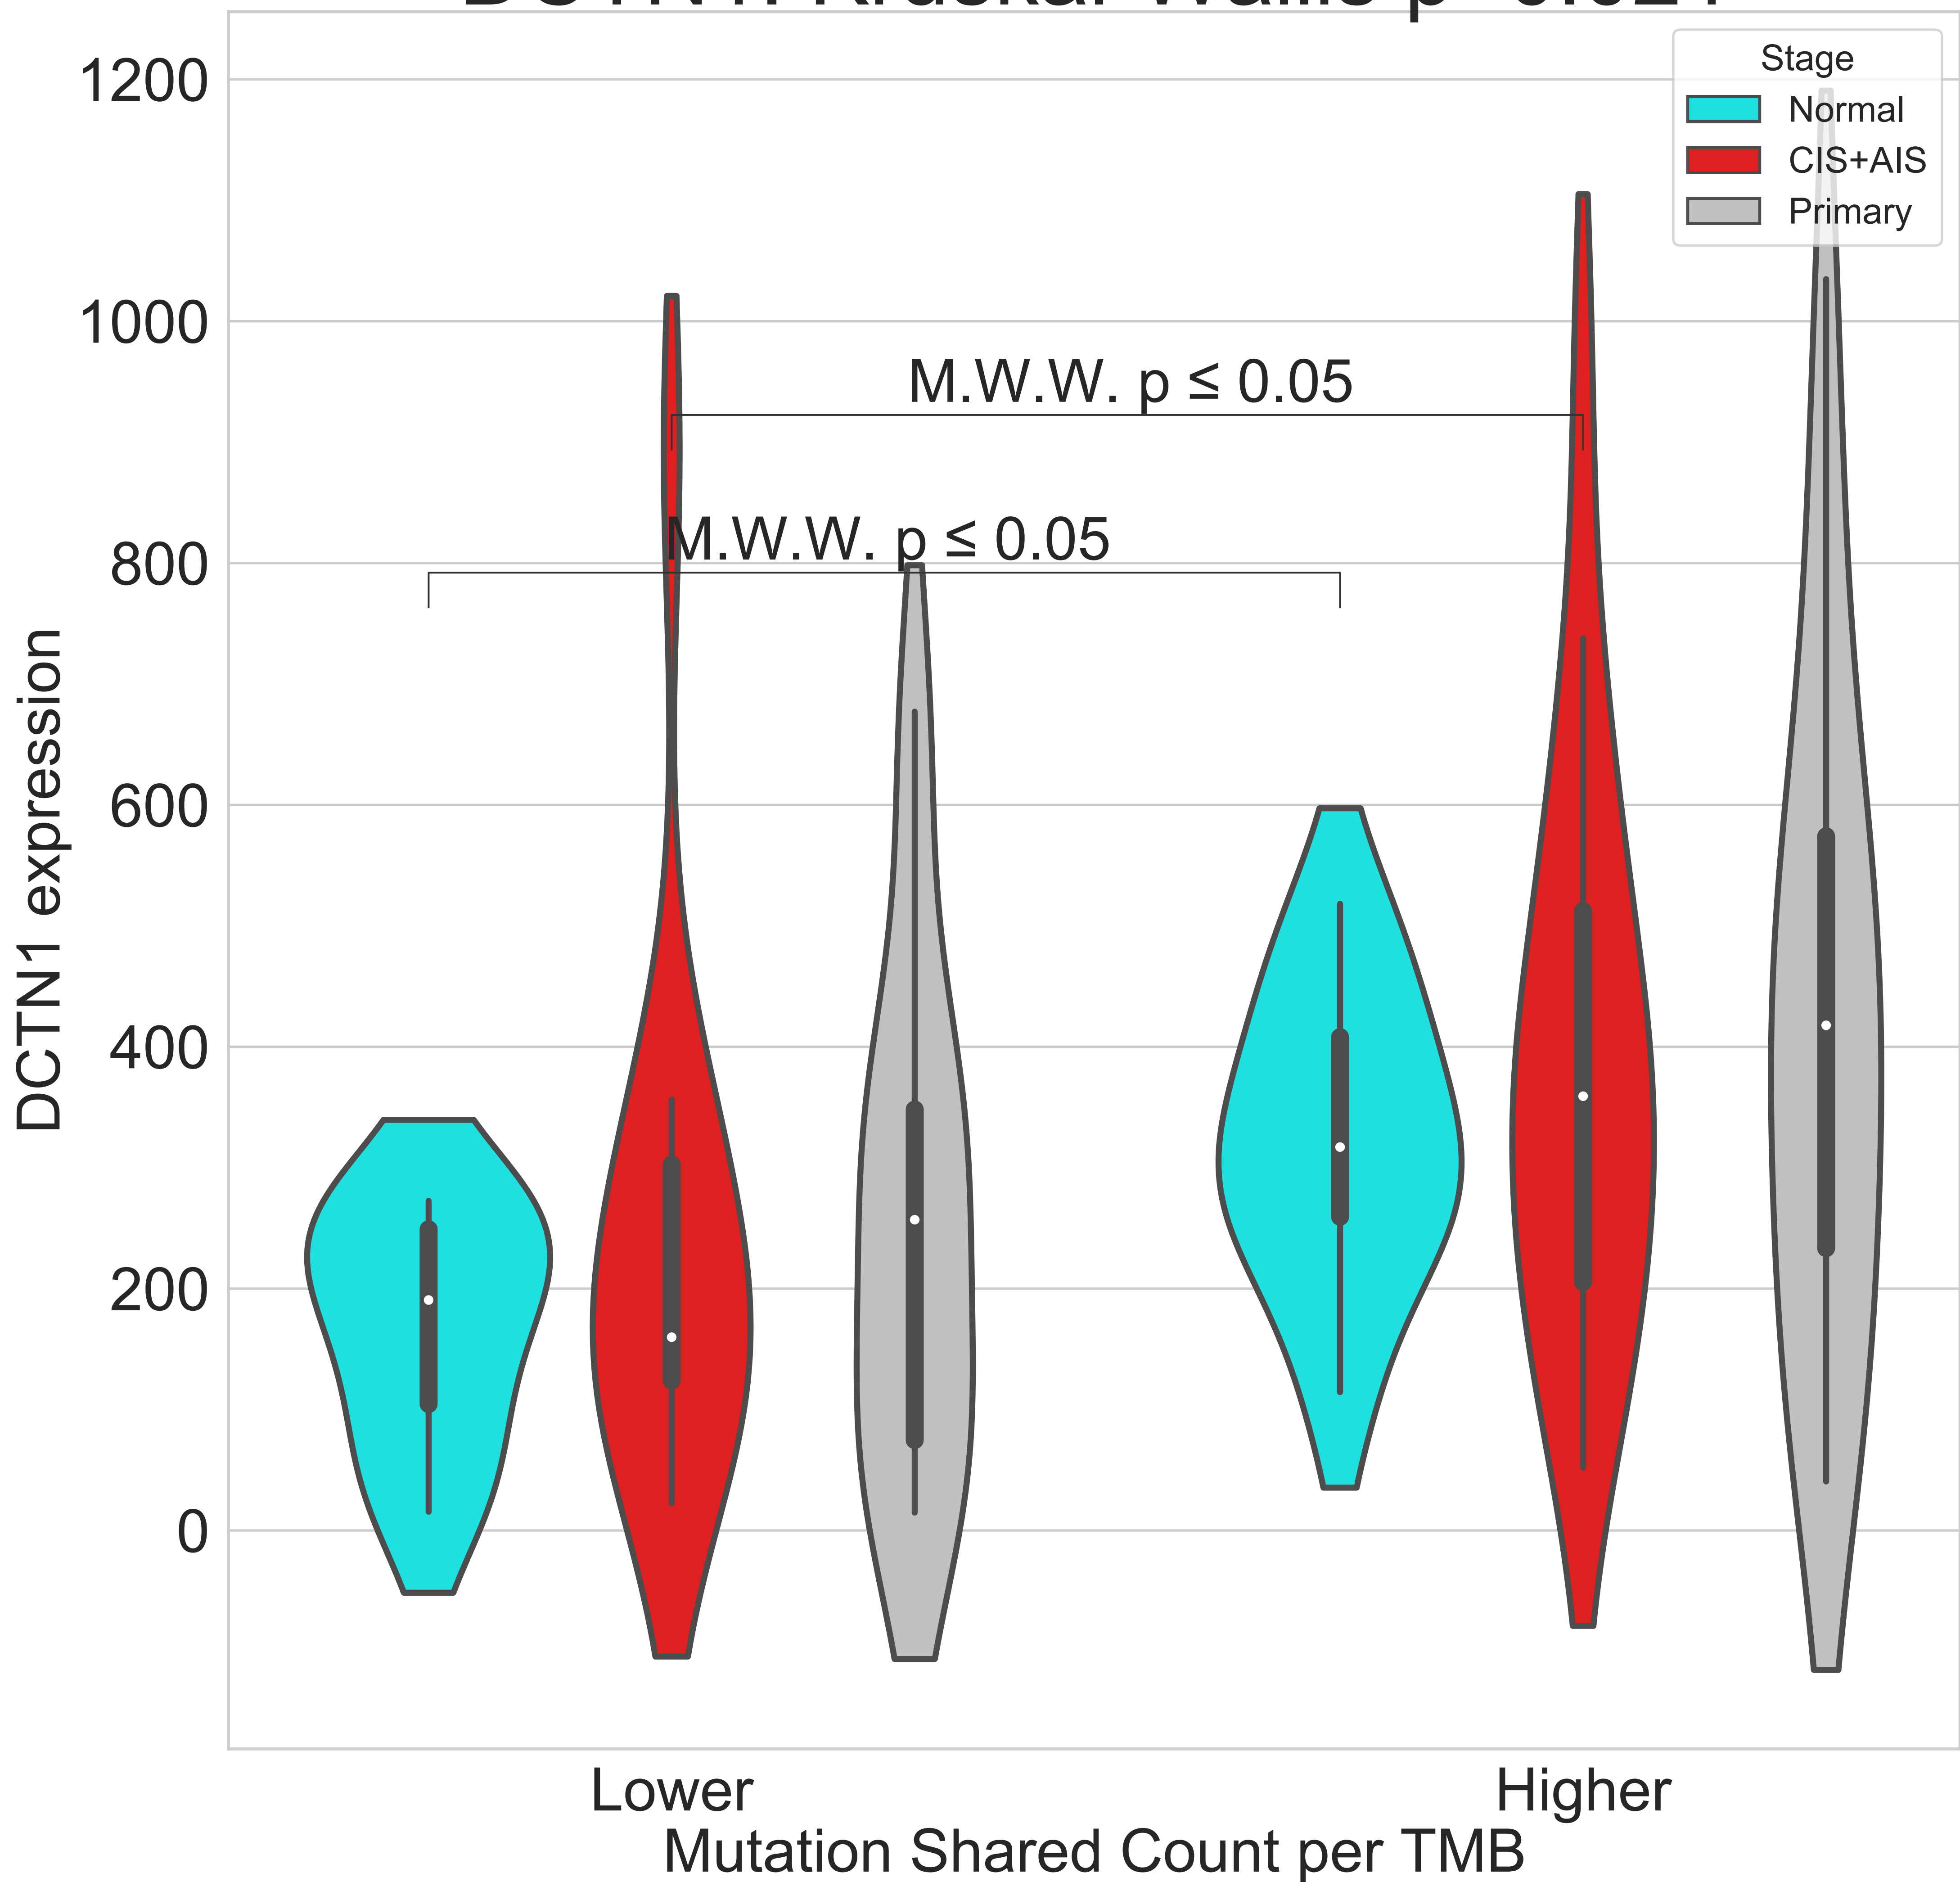 1200
1000
800
600
400
200
0
DCTN1 expression
Stage
Normal
CIS+AIS
Primary
M.W.W. p ≤ 0.05
M.W.W. p ≤ 0.05
Lower
Higher
Mutation Shared Count per TMB